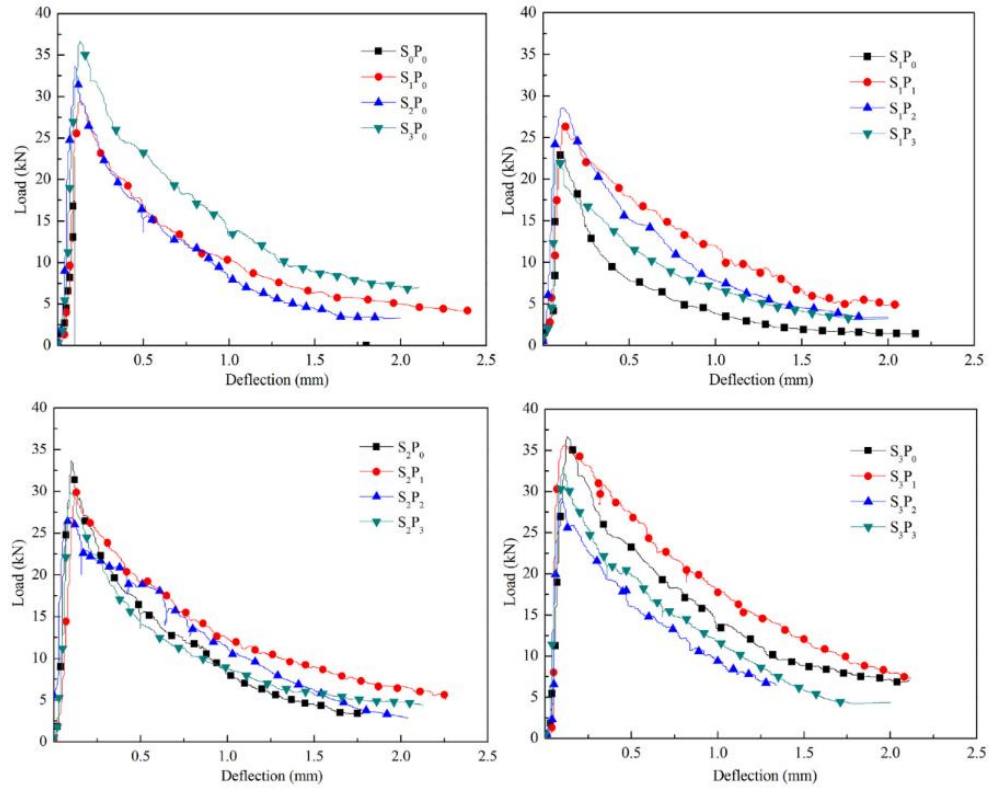 40
35
30
25
20
15
10
5
0
Load (kN)
S₀P₀
S₁P₀
S₂P₀
S₃P₀
0.5 1.0 1.5 2.0 2.5
Deflection (mm)
40
35
30
25
20
15
10
5
0
Load (kN)
S₁P₀
S₁P₁
S₁P₂
S₁P₃
0.5 1.0 1.5 2.0 2.5
Deflection (mm)
40
35
30
25
20
15
10
5
0
Load (kN)
S₂P₀
S₂P₁
S₂P₂
S₂P₃
0.5 1.0 1.5 2.0 2.5
Deflection (mm)
40
35
30
25
20
15
10
5
0
Load (kN)
S₃P₀
S₃P₁
S₃P₂
S₃P₃
0.5 1.0 1.5 2.0 2.5
Deflection (mm)